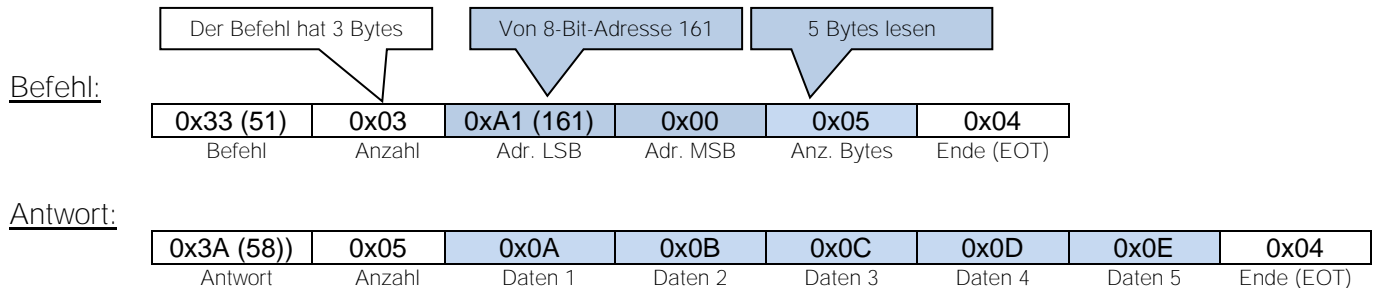 Der Befehl hat 3 Bytes Von 8-Bit-Adresse 161 5 Bytes lesen
Befehl:
0x33 (51) 0x03 0xA1 (161) 0x00 0x05 0x04
Befehl Anzahl Adr. LSB Adr. MSB Anz. Bytes Ende (EOT)
Antwort:
0x3A (58)) 0x05 0x0A 0x0B 0x0C 0x0D 0x0E 0x04
Antwort Anzahl Daten 1 Daten 2 Daten 3 Daten 4 Daten 5 Ende (EOT)